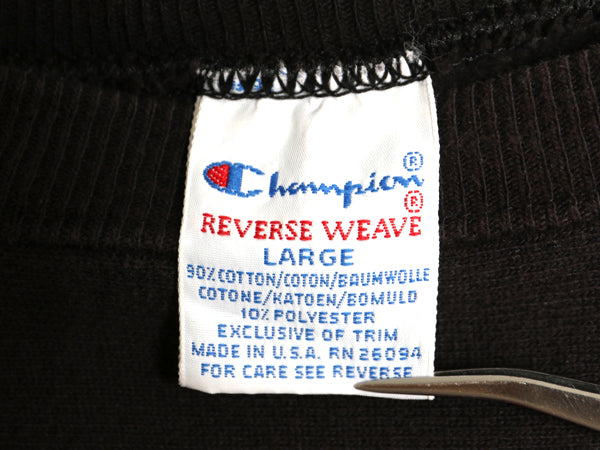 Champion®
REVERSE WEAVE®
LARGE
90% COTTON/COTON/BAUMWOLLE
COTONE/KATOEN/BOMULD
10% POLYESTER
EXCLUSIVE OF TRIM
MADE IN U.S.A. RN 26094
FOR CARE SEE REVERSE